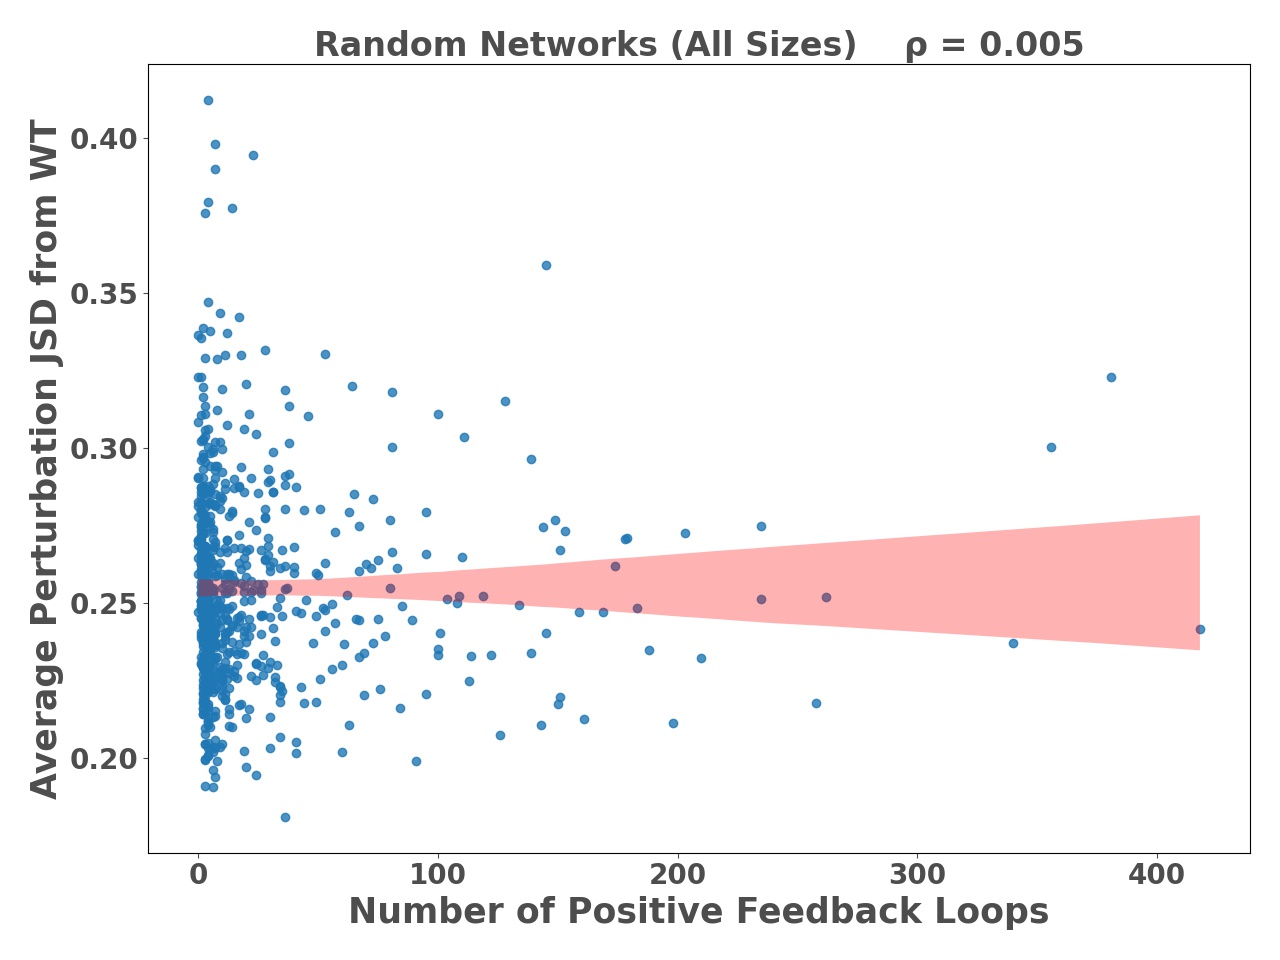 Random Networks (All Sizes) ρ = 0.005
Average Perturbation JSD from WT
0.40
0.35
0.30
0.25
0.20
0 100 200 300 400
Number of Positive Feedback Loops